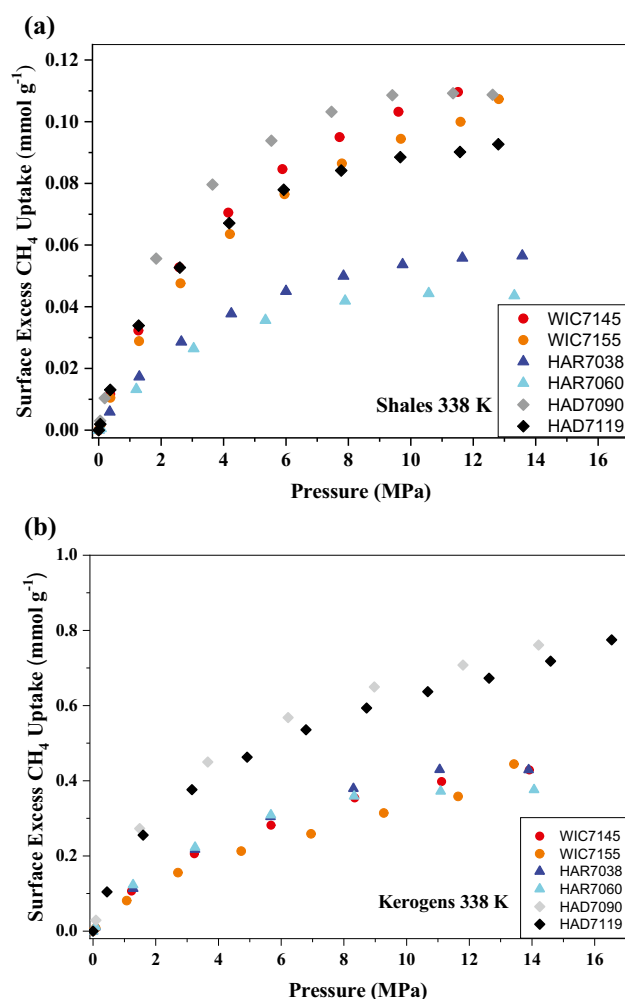 (a)
Surface Excess CH₄ Uptake (mmol g⁻¹)
0.12
0.10
0.08
0.06
0.04
0.02
0.00
WIC7145
WIC7155
HAR7038
HAR7060
HAD7090
HAD7119
Shales 338 K
0 2 4 6 8 10 12 14 16
Pressure (MPa)
(b)
Surface Excess CH₄ Uptake (mmol g⁻¹)
1.0
0.8
0.6
0.4
0.2
0.0
WIC7145
WIC7155
HAR7038
HAR7060
HAD7090
HAD7119
Kerogens 338 K
0 2 4 6 8 10 12 14 16
Pressure (MPa)